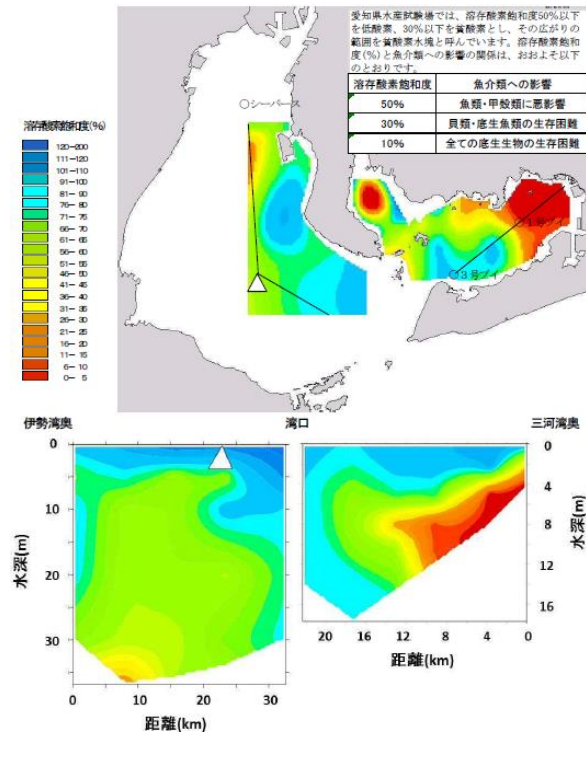 愛知県水産試験場では、溶存酸素飽和度50%以下
を低酸素、30%以下を貧酸素とし、その広がりの
範囲を貧酸素水塊と呼んでいます。溶存酸素飽和
度(%)と魚介類への影響の関係は、おおよそ以下
のとおりです。
溶存酸素飽和度 魚介類への影響
50% 魚類・甲殻類に悪影響
30% 貝類・底生魚類の生存困難
10% 全ての底生生物の生存困難
○シーバース
溶存酸素飽和度(%)
120-200
111-120
101-110
91-100
81- 90
76- 80
71- 75
66- 70
61- 65
56- 60
51- 55
46- 50
41- 45
36- 40
31- 35
26- 30
21- 25
16- 20
11- 15
6- 10
0- 5
○1号ブイ
○3号ブイ
伊勢湾奥 湾口 三河湾奥
0
10
20
30
水深(m)
0 10 20 30
距離(km)
0
4
8
12
16
水深(m)
20 16 12 8 4 0
距離(km)